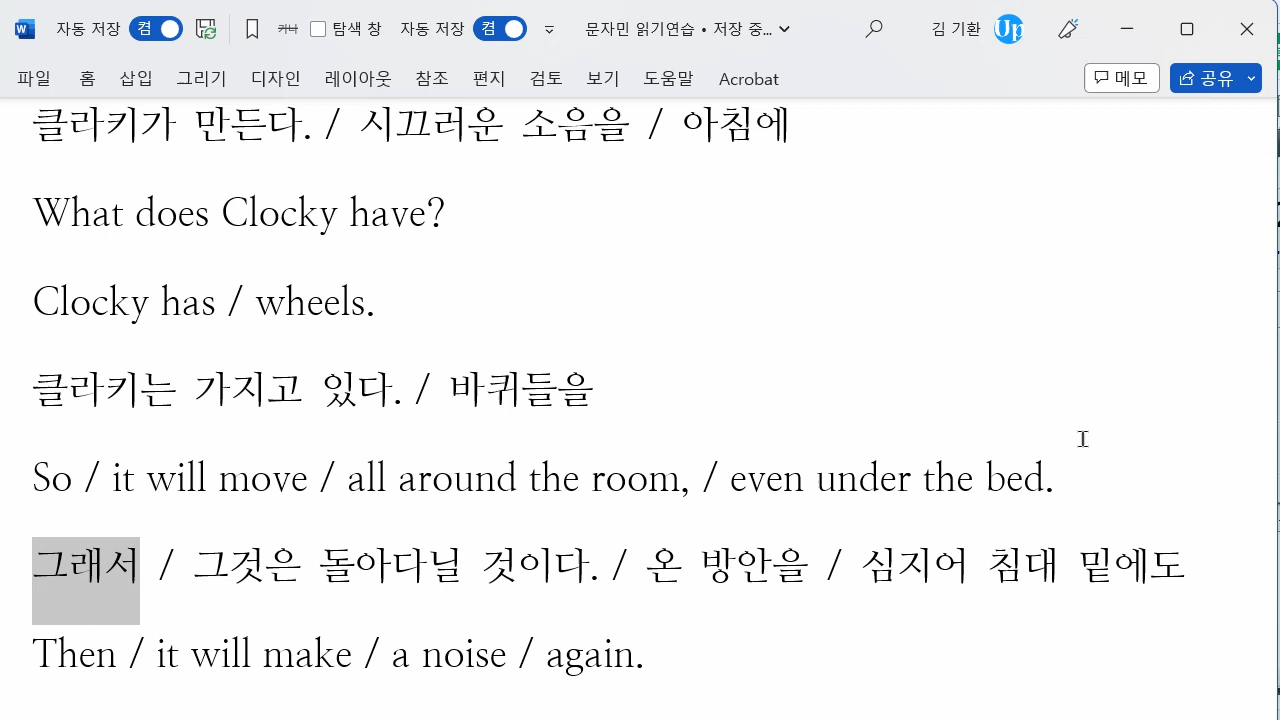 자동 저장 켬 가나 탐색 창 자동 저장 켬 문자민 읽기연습 • 저장 중... 김 기환 Up
파일 홈 삽입 그리기 디자인 레이아웃 참조 편지 검토 보기 도움말 Acrobat 메모 공유
클라키가 만든다. / 시끄러운 소음을 / 아침에
What does Clocky have?
Clocky has / wheels.
클라키는 가지고 있다. / 바퀴들을
So / it will move / all around the room, / even under the bed.
그래서 / 그것은 돌아다닐 것이다. / 온 방안을 / 심지어 침대 밑에도
Then / it will make / a noise / again.